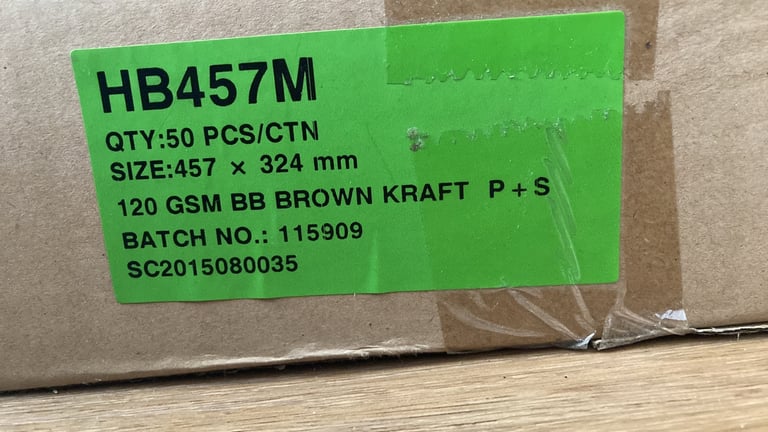 HB457M
QTY:50 PCS/CTN
SIZE:457 × 324 mm
120 GSM BB BROWN KRAFT P + S
BATCH NO.: 115909
SC2015080035